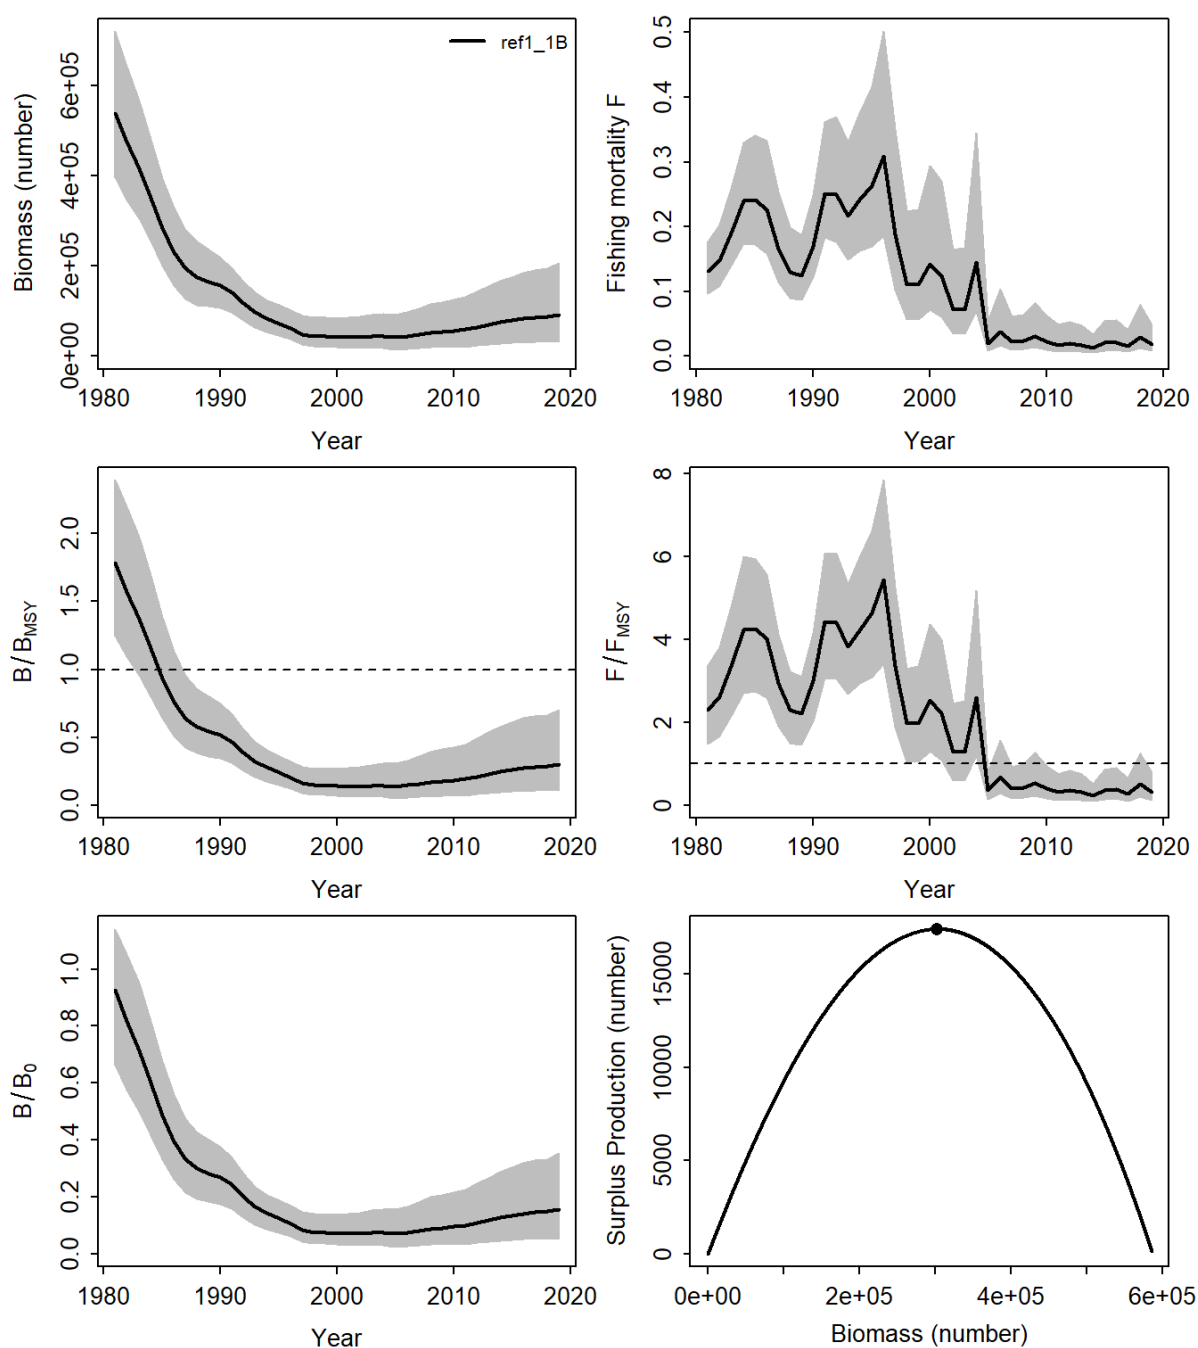 ref1_1B
Biomass (number)
0e+00 2e+05 4e+05 6e+05
1980 1990 2000 2010 2020
Year
Fishing mortality F
0.0 0.1 0.2 0.3 0.4 0.5
1980 1990 2000 2010 2020
Year
B/B_MSY
0.0 0.5 1.0 1.5 2.0
1980 1990 2000 2010 2020
Year
F/F_MSY
0 2 4 6 8
1980 1990 2000 2010 2020
Year
B/B_0
0.0 0.2 0.4 0.6 0.8 1.0
1980 1990 2000 2010 2020
Year
Surplus Production (number)
0 5000 10000 15000
0e+00 2e+05 4e+05 6e+05
Biomass (number)